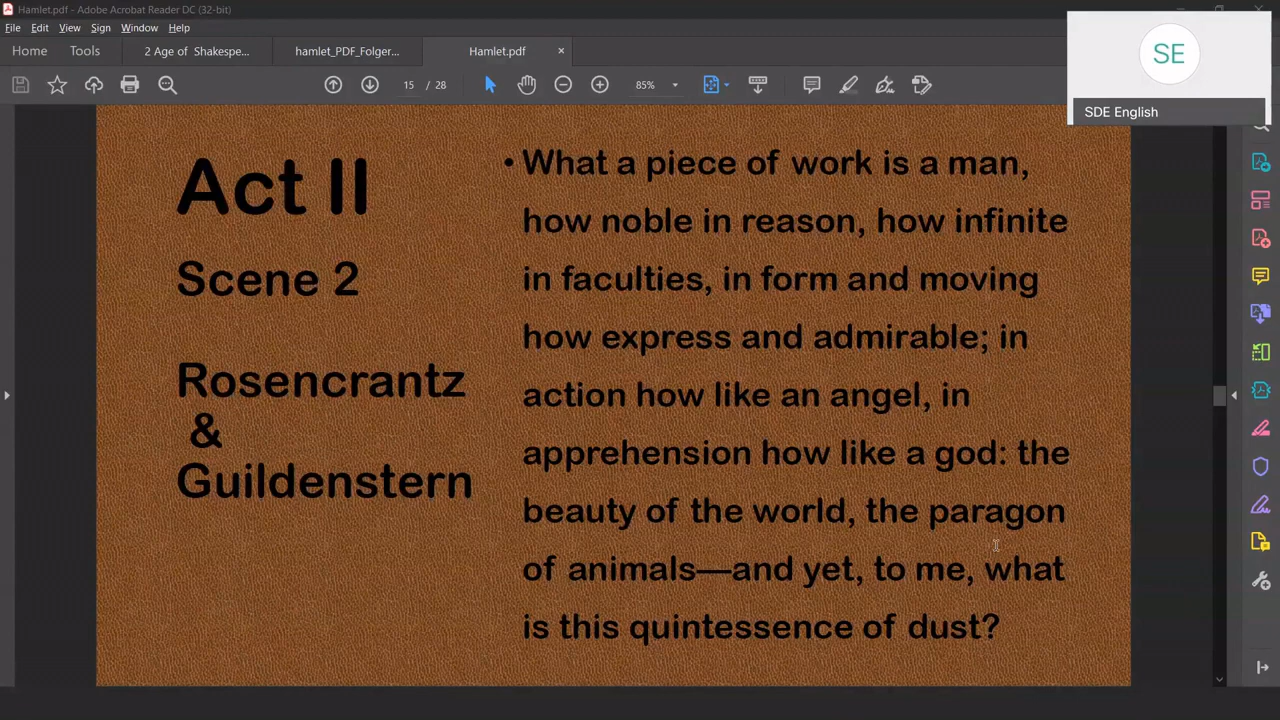 Hamlet.pdf - Adobe Acrobat Reader DC (32-bit)
File Edit View Sign Window Help
Home Tools 2 Age of Shakespe... hamlet_PDF_Folger... Hamlet.pdf ×
15 / 28 85%
SE
SDE English
Act II
Scene 2
Rosencrantz
&
Guildenstern
• What a piece of work is a man,
how noble in reason, how infinite
in faculties, in form and moving
how express and admirable; in
action how like an angel, in
apprehension how like a god: the
beauty of the world, the paragon
of animals—and yet, to me, what
is this quintessence of dust?